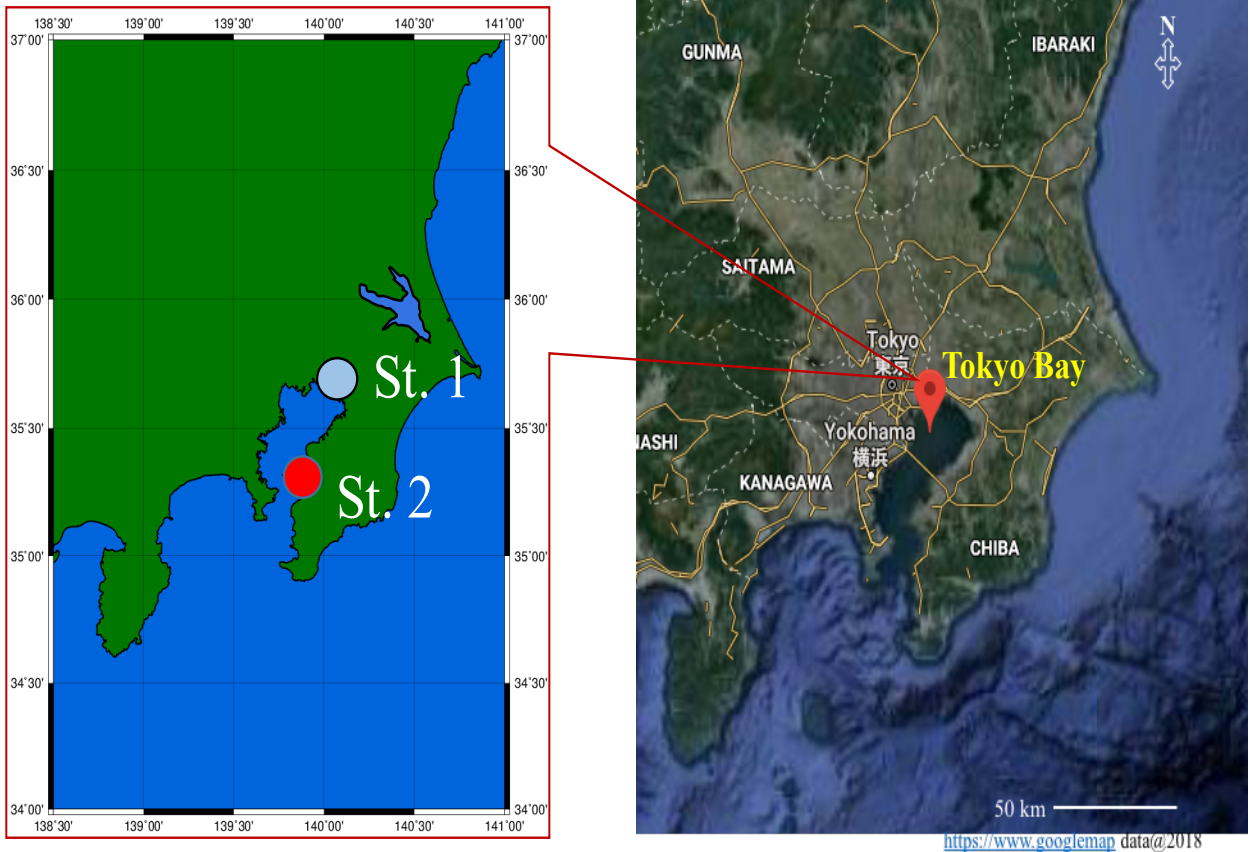 138˚30' 139˚00' 139˚30' 140˚00' 140˚30' 141˚00'
37˚00' 37˚00'
36˚30' 36˚30'
36˚00' 36˚00'
35˚30' 35˚30'
35˚00' 35˚00'
34˚30' 34˚30'
34˚00' 34˚00'
138˚30' 139˚00' 139˚30' 140˚00' 140˚30' 141˚00'
St. 1
St. 2
N
GUNMA
IBARAKI
SAITAMA
Tokyo
東京
Tokyo Bay
Yokohama
横浜
NASHI
KANAGAWA
CHIBA
50 km
https://www.googlemap data@2018